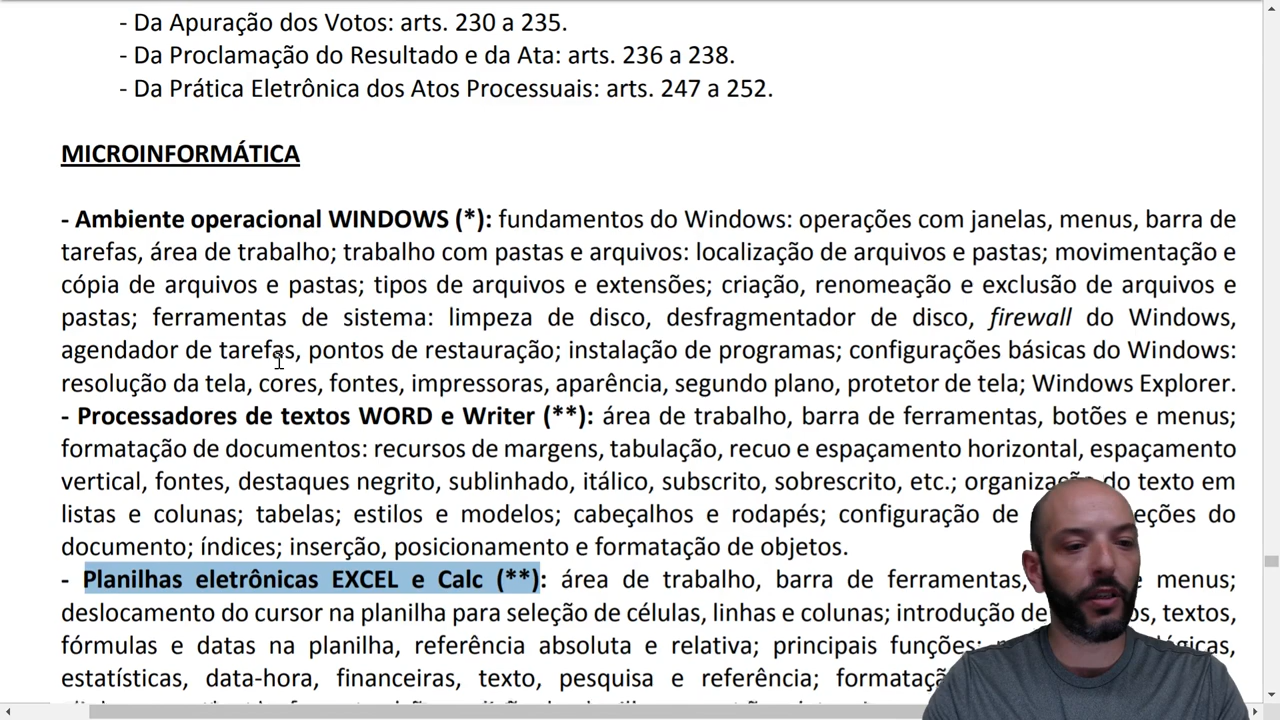 - Da Apuração dos Votos: arts. 230 a 235.
- Da Proclamação do Resultado e da Ata: arts. 236 a 238.
- Da Prática Eletrônica dos Atos Processuais: arts. 247 a 252.
MICROINFORMÁTICA
- Ambiente operacional WINDOWS (*): fundamentos do Windows: operações com janelas, menus, barra de
tarefas, área de trabalho; trabalho com pastas e arquivos: localização de arquivos e pastas; movimentação e
cópia de arquivos e pastas; tipos de arquivos e extensões; criação, renomeação e exclusão de arquivos e
pastas; ferramentas de sistema: limpeza de disco, desfragmentador de disco, firewall do Windows,
agendador de tarefas, pontos de restauração; instalação de programas; configurações básicas do Windows:
resolução da tela, cores, fontes, impressoras, aparência, segundo plano, protetor de tela; Windows Explorer.
- Processadores de textos WORD e Writer (**): área de trabalho, barra de ferramentas, botões e menus;
formatação de documentos: recursos de margens, tabulação, recuo e espaçamento horizontal, espaçamento
vertical, fontes, destaques negrito, sublinhado, itálico, subscrito, sobrescrito, etc.; organização do texto em
listas e colunas; tabelas; estilos e modelos; cabeçalhos e rodapés; configuração de do
documento; índices; inserção, posicionamento e formatação de objetos.
- Planilhas eletrônicas EXCEL e Calc (**): área de trabalho, barra de ferramentas, menus;
deslocamento do cursor na planilha para seleção de células, linhas e colunas; introdução de textos,
fórmulas e datas na planilha, referência absoluta e relativa; principais funções:
estatísticas, data-hora, financeiras, texto, pesquisa e referência;